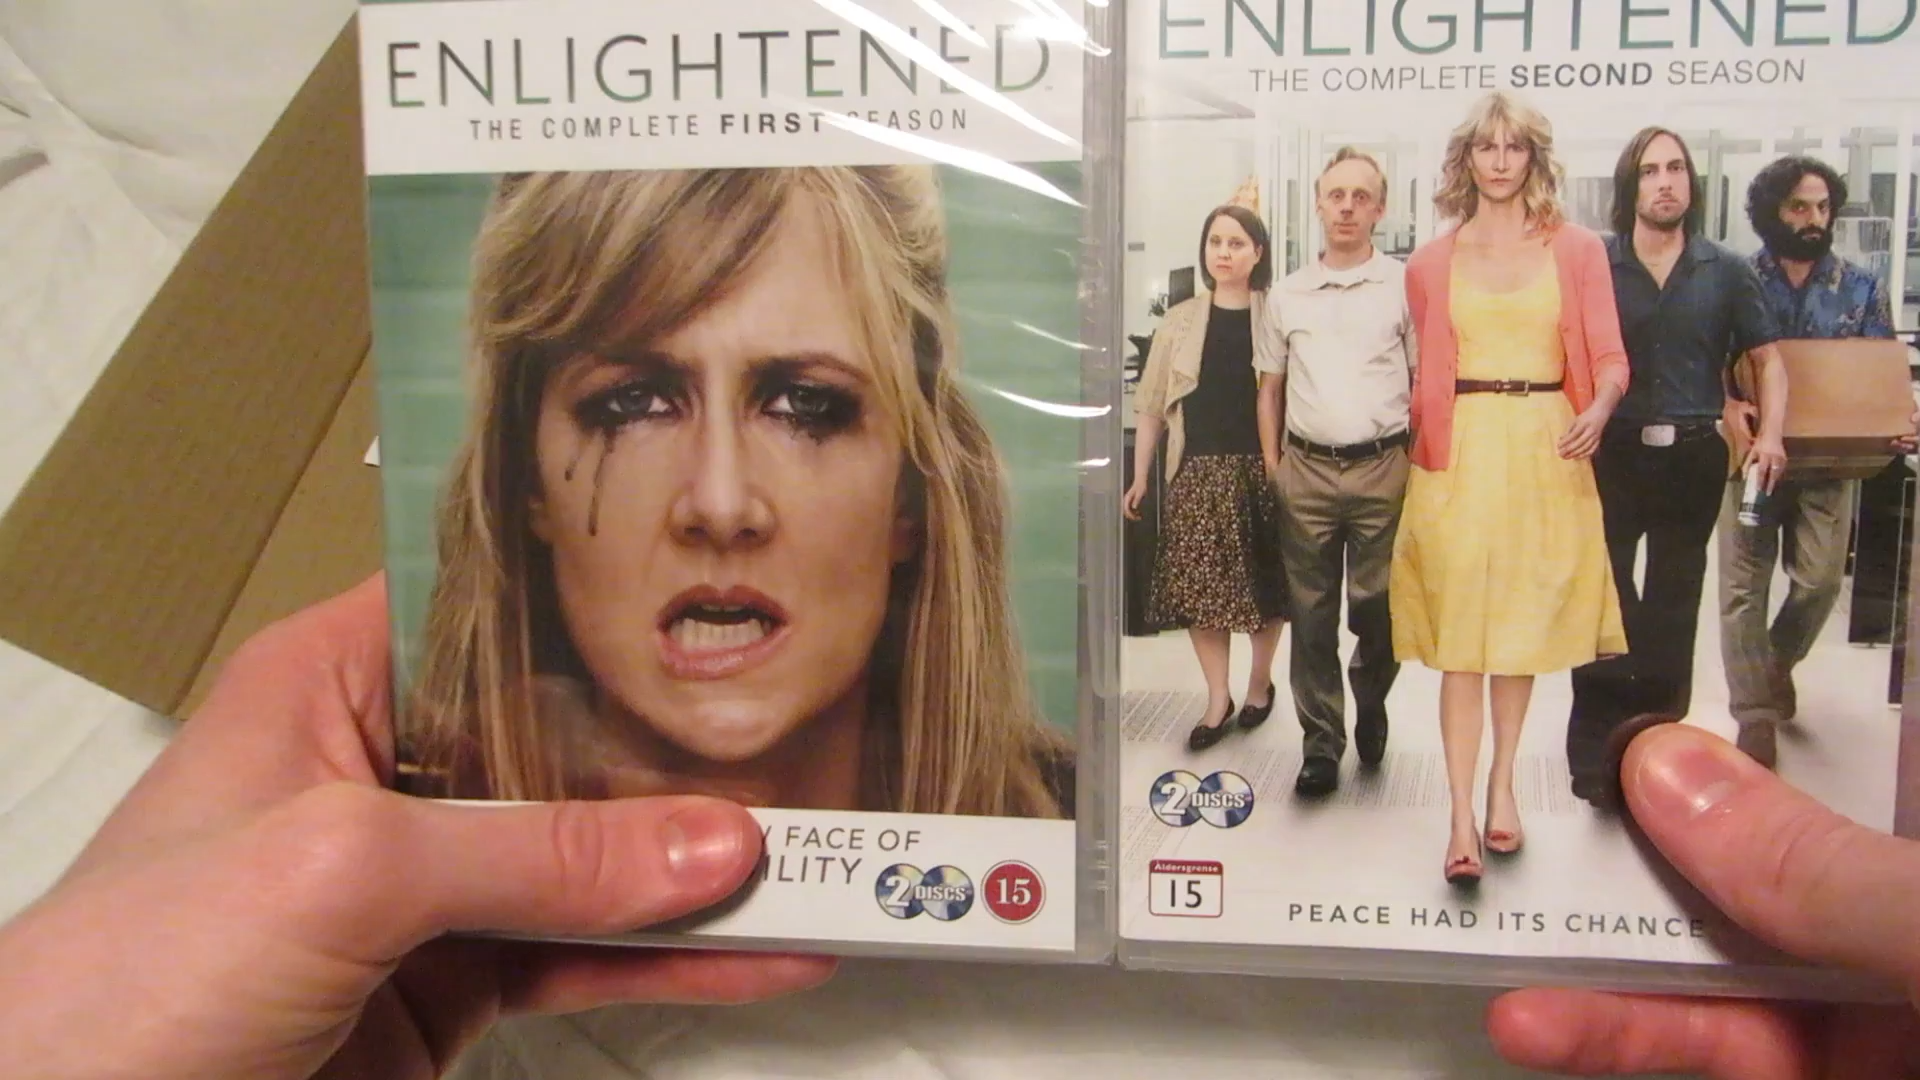 ENLIGHTENED
THE COMPLETE FIRST SEASON
FACE OF
2 DISCS
15
ENLIGHTENED
THE COMPLETE SECOND SEASON
2 DISCS
Aldersgrense
15
PEACE HAD ITS CHANCE